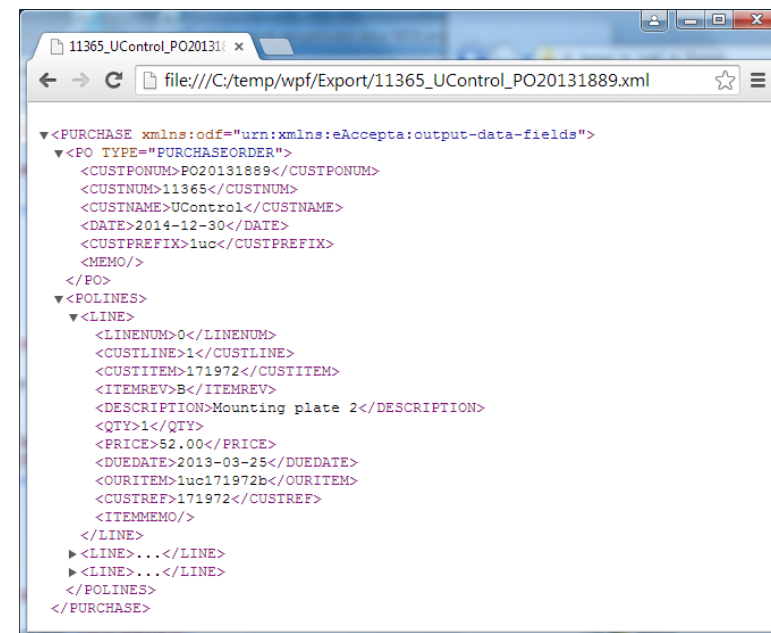 11365_UControl_PO201318
file:///C:/temp/wpf/Export/11365_UControl_PO20131889.xml
▼<PURCHASE xmlns:odf="urn:xmlns:eAccepta:output-data-fields">
▼<PO TYPE="PURCHASEORDER">
<CUSTPONUM>PO20131889</CUSTPONUM>
<CUSTNUM>11365</CUSTNUM>
<CUSTNAME>UControl</CUSTNAME>
<DATE>2014-12-30</DATE>
<CUSTPREFIX>1uc</CUSTPREFIX>
<MEMO/>
</PO>
▼<POLINES>
▼<LINE>
<LINENUM>0</LINENUM>
<CUSTLINE>1</CUSTLINE>
<CUSTITEM>171972</CUSTITEM>
<ITEMREV>B</ITEMREV>
<DESCRIPTION>Mounting plate 2</DESCRIPTION>
<QTY>1</QTY>
<PRICE>52.00</PRICE>
<DUEDATE>2013-03-25</DUEDATE>
<OURITEM>1uc171972b</OURITEM>
<CUSTREF>171972</CUSTREF>
<ITEMMEMO/>
</LINE>
▶<LINE>...</LINE>
▶<LINE>...</LINE>
</POLINES>
</PURCHASE>